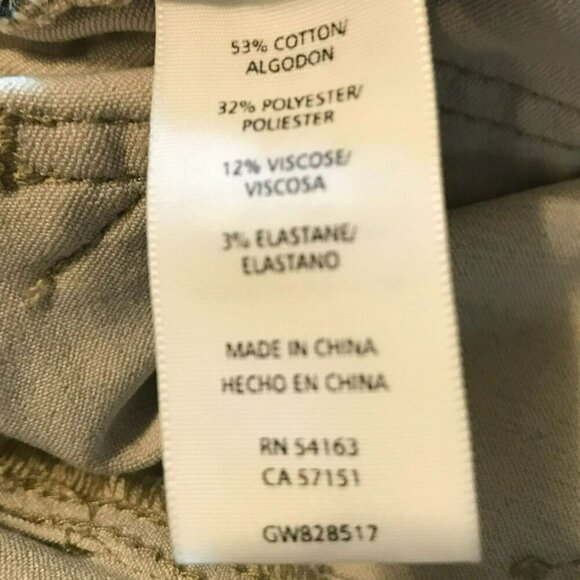 53% COTTON/
ALGODON
32% POLYESTER/
POLIESTER
12% VISCOSE/
VISCOSA
3% ELASTANE/
ELASTANO
MADE IN CHINA
HECHO EN CHINA
RN 54163
CA 57151
GW828517